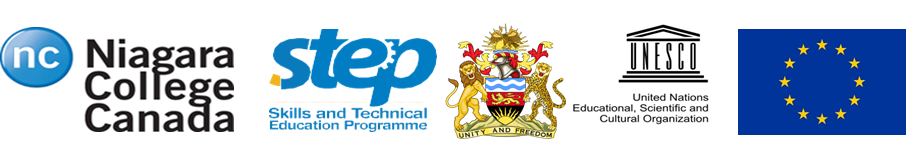 nc
Niagara
College
Canada
step
Skills and Technical
Education Programme
UNITY AND FREEDOM
UNESCO
United Nations
Educational, Scientific and
Cultural Organization